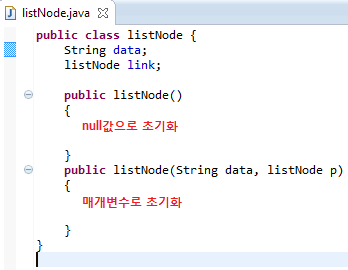 listNode.java
public class listNode {
String data;
listNode link;
public listNode()
{
null값으로 초기화
}
public listNode(String data, listNode p)
{
매개변수로 초기화
}
}